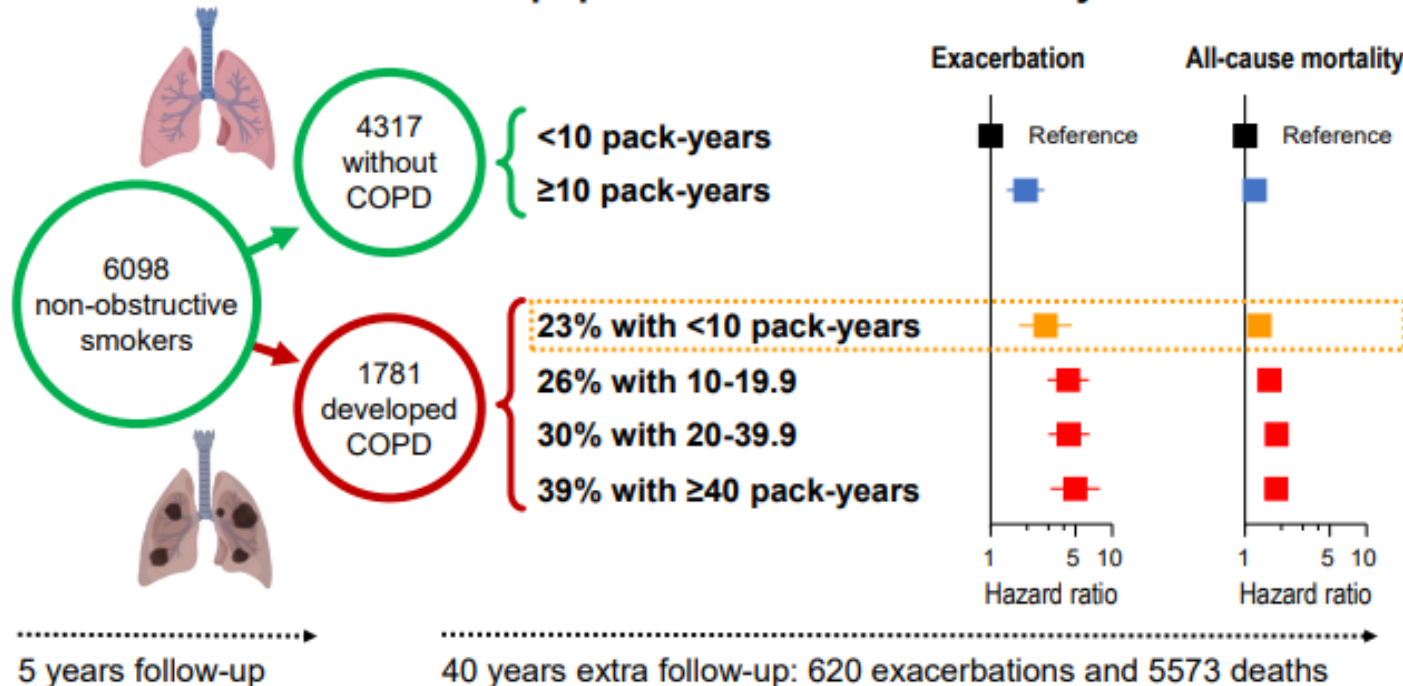 Exacerbation
All-cause mortality
4317
without
COPD
<10 pack-years
≥10 pack-years
Reference
Reference
6098
non-obstructive
smokers
1781
developed
COPD
23% with <10 pack-years
26% with 10-19.9
30% with 20-39.9
39% with ≥40 pack-years
1 5 10
Hazard ratio
1 5 10
Hazard ratio
5 years follow-up
40 years extra follow-up: 620 exacerbations and 5573 deaths